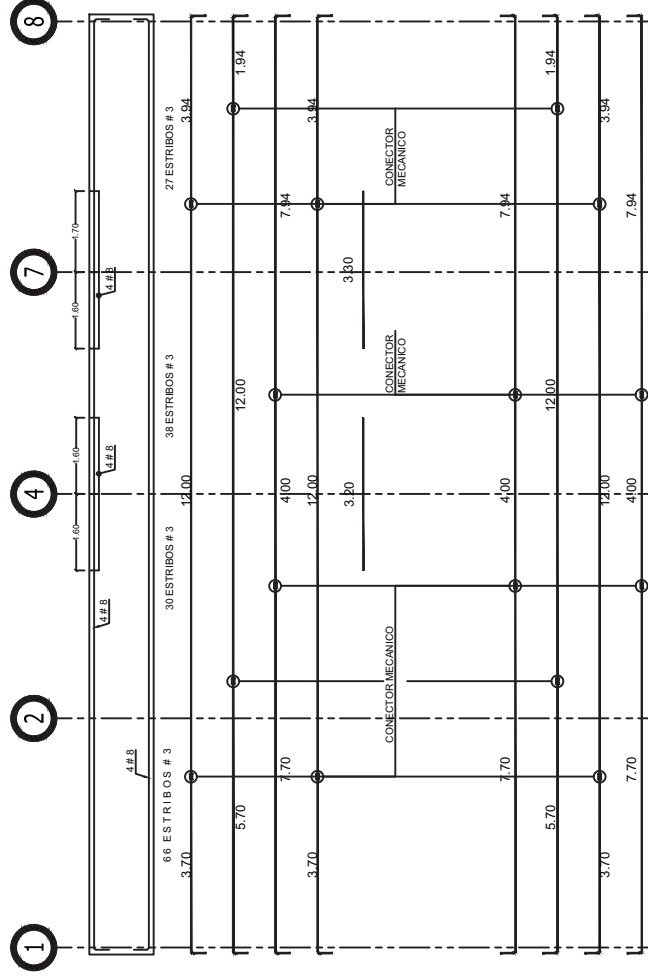 1
2
4
7
8
1.60
1.60
1.60
1.70
4 # 8
4 # 8
4 # 8
4 # 8
66 ESTRIBOS # 3
30 ESTRIBOS # 3
38 ESTRIBOS # 3
27 ESTRIBOS # 3
3.70
12.00
3.94
5.70
12.00
1.94
7.70
4.00
7.94
3.70
12.00
3.94
3.20
3.30
CONECTOR MECANICO
CONECTOR
MECANICO
CONECTOR
MECANICO
7.70
4.00
7.94
5.70
12.00
1.94
3.70
12.00
3.94
7.70
4.00
7.94